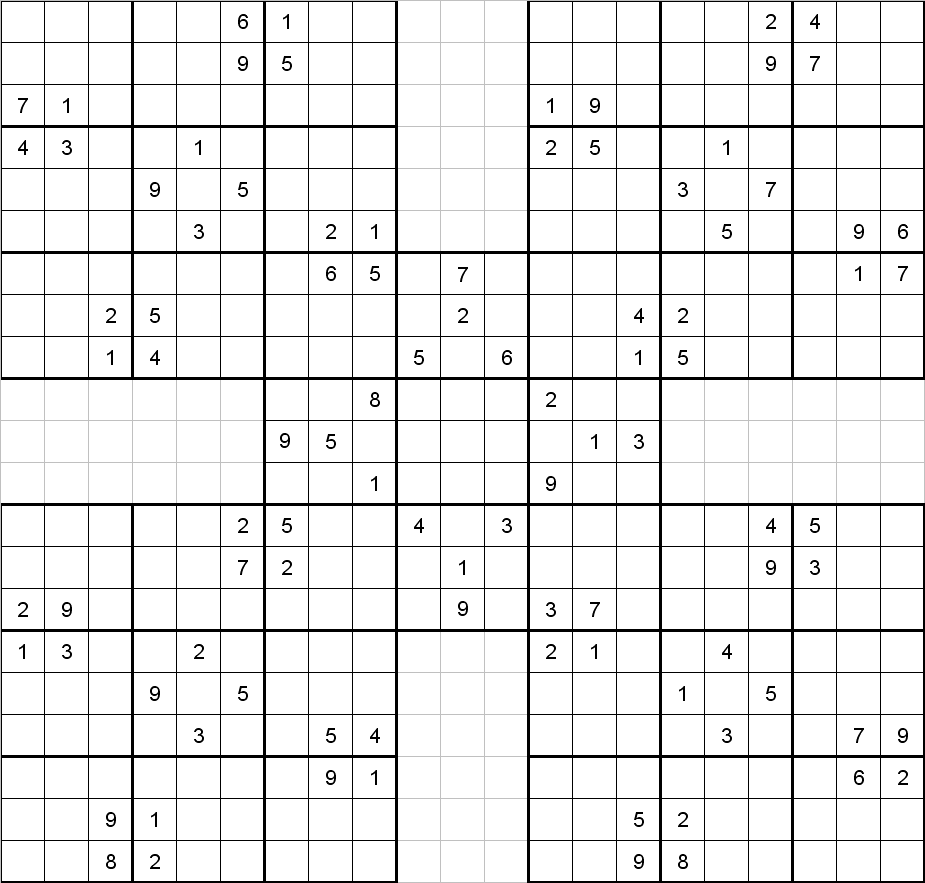 6 1 2 4
9 5 9 7
7 1 1 9
4 3 1 2 5 1
9 5 3 7
3 2 1 5 9 6
6 5 7 1 7
2 5 2 4 2
1 4 5 6 1 5
8 2
9 5 1 3
1 9
2 5 4 3 4 5
7 2 1 9 3
2 9 9 3 7
1 3 2 2 1 4
9 5 1 5
3 5 4 3 7 9
9 1 6 2
9 1 5 2
8 2 9 8